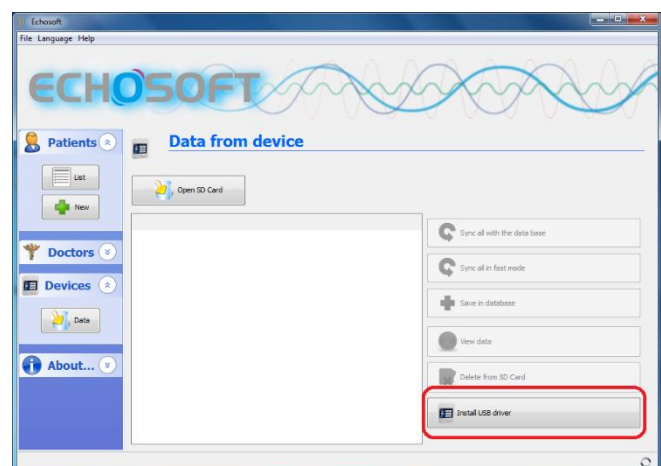 Echosoft
File Language Help
ECHOSOFT
Patients
List
New
Doctors
Devices
Data
About...
Data from device
Open SD Card
Sync all with the data base
Sync all in fast mode
Save in database
View data
Delete from SD Card
Install USB driver